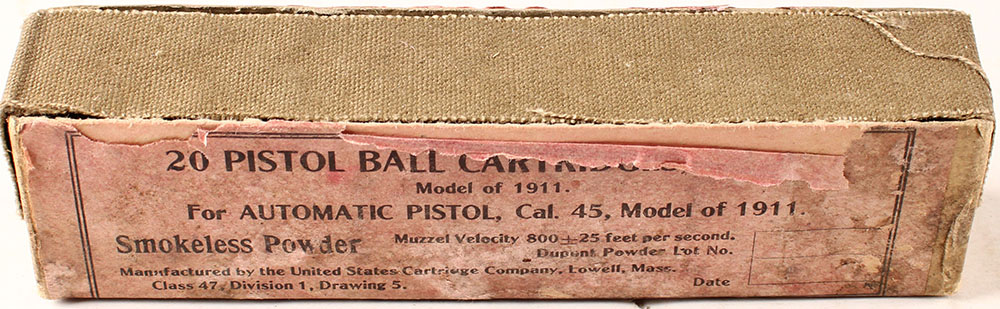 20 PISTOL BALL
Model of 1911.
For AUTOMATIC PISTOL, Cal. 45, Model of 1911.
Smokeless Powder
Muzzel Velocity 800±25 feet per second.
Dupont Powder Lot No.
Manufactured by the United States Cartridge Company, Lowell, Mass.
Class 47, Division 1, Drawing 5.
Date